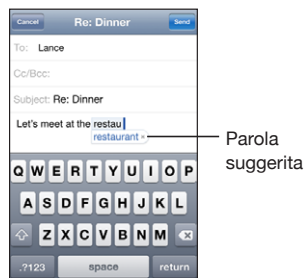 Cancel Re: Dinner Send
To: Lance
Cc/Bcc:
Subject: Re: Dinner
Let's meet at the restau
restaurant ×
Parola
suggerita
Q W E R T Y U I O P
A S D F G H J K L
Z X C V B N M
.?123 space return